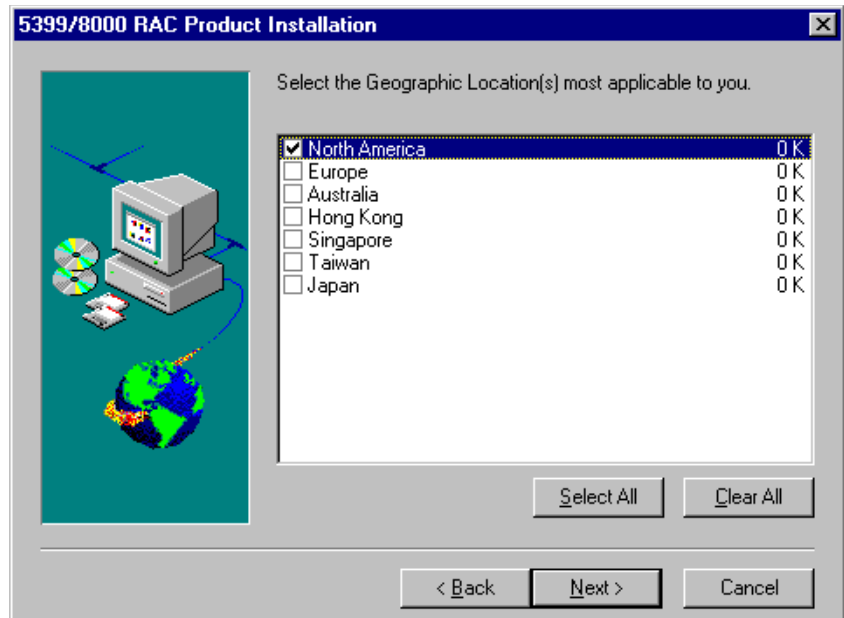 5399/8000 RAC Product Installation
Select the Geographic Location(s) most applicable to you.
North America 0 K
Europe 0 K
Australia 0 K
Hong Kong 0 K
Singapore 0 K
Taiwan 0 K
Japan 0 K
Select All Clear All
< Back Next > Cancel